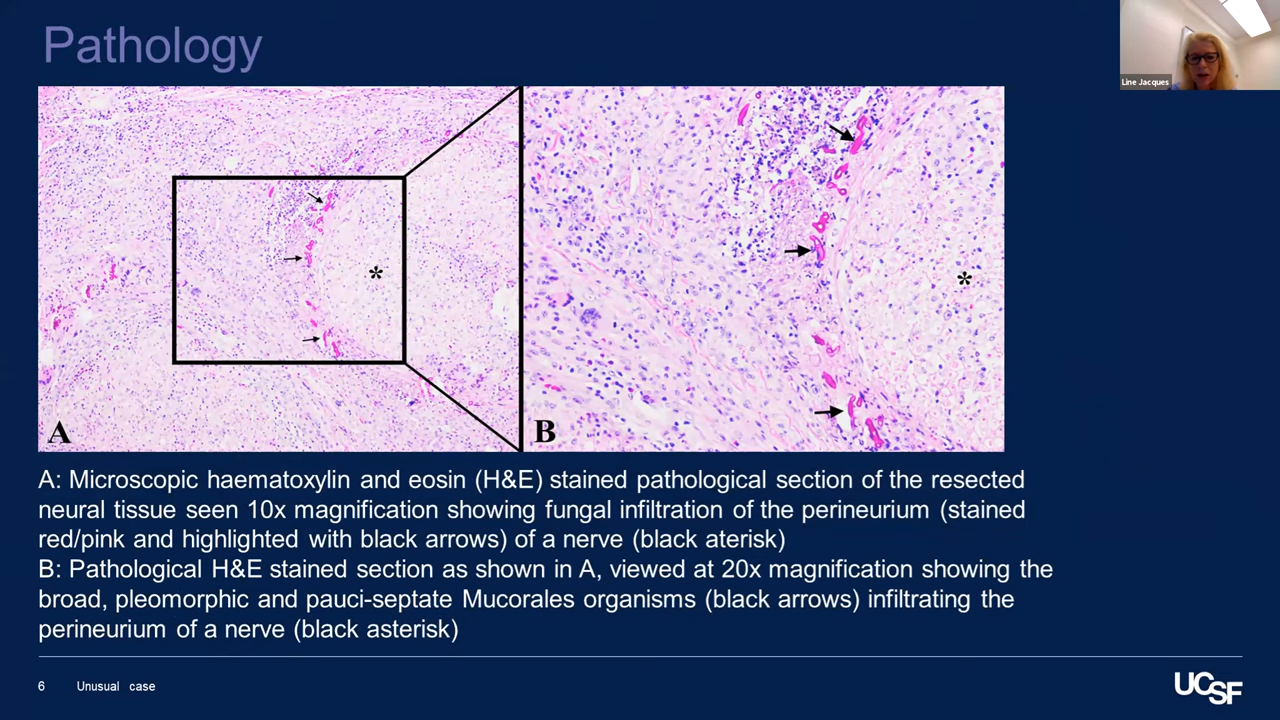 Pathology
Line Jacques
*
*
A
B
A: Microscopic haematoxylin and eosin (H&E) stained pathological section of the resected
neural tissue seen 10x magnification showing fungal infiltration of the perineurium (stained
red/pink and highlighted with black arrows) of a nerve (black aterisk)
B: Pathological H&E stained section as shown in A, viewed at 20x magnification showing the
broad, pleomorphic and pauci-septate Mucorales organisms (black arrows) infiltrating the
perineurium of a nerve (black asterisk)
6 Unusual case
UCSF